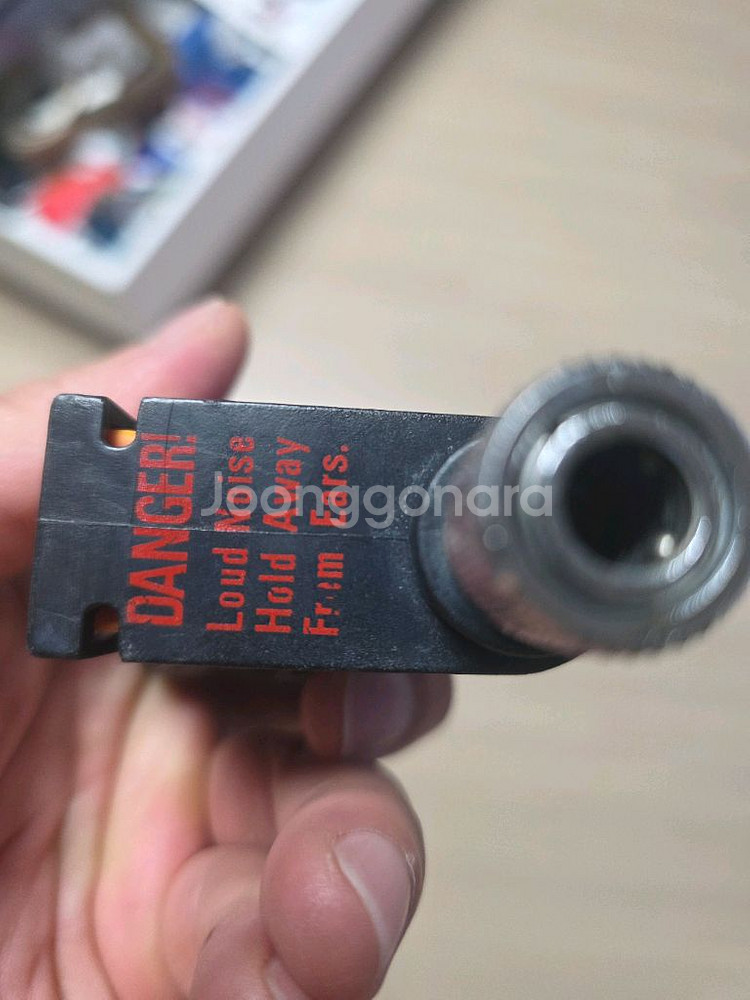 DANGER!
Loud Noise
Hold Away
From Ears.
Joonggonara